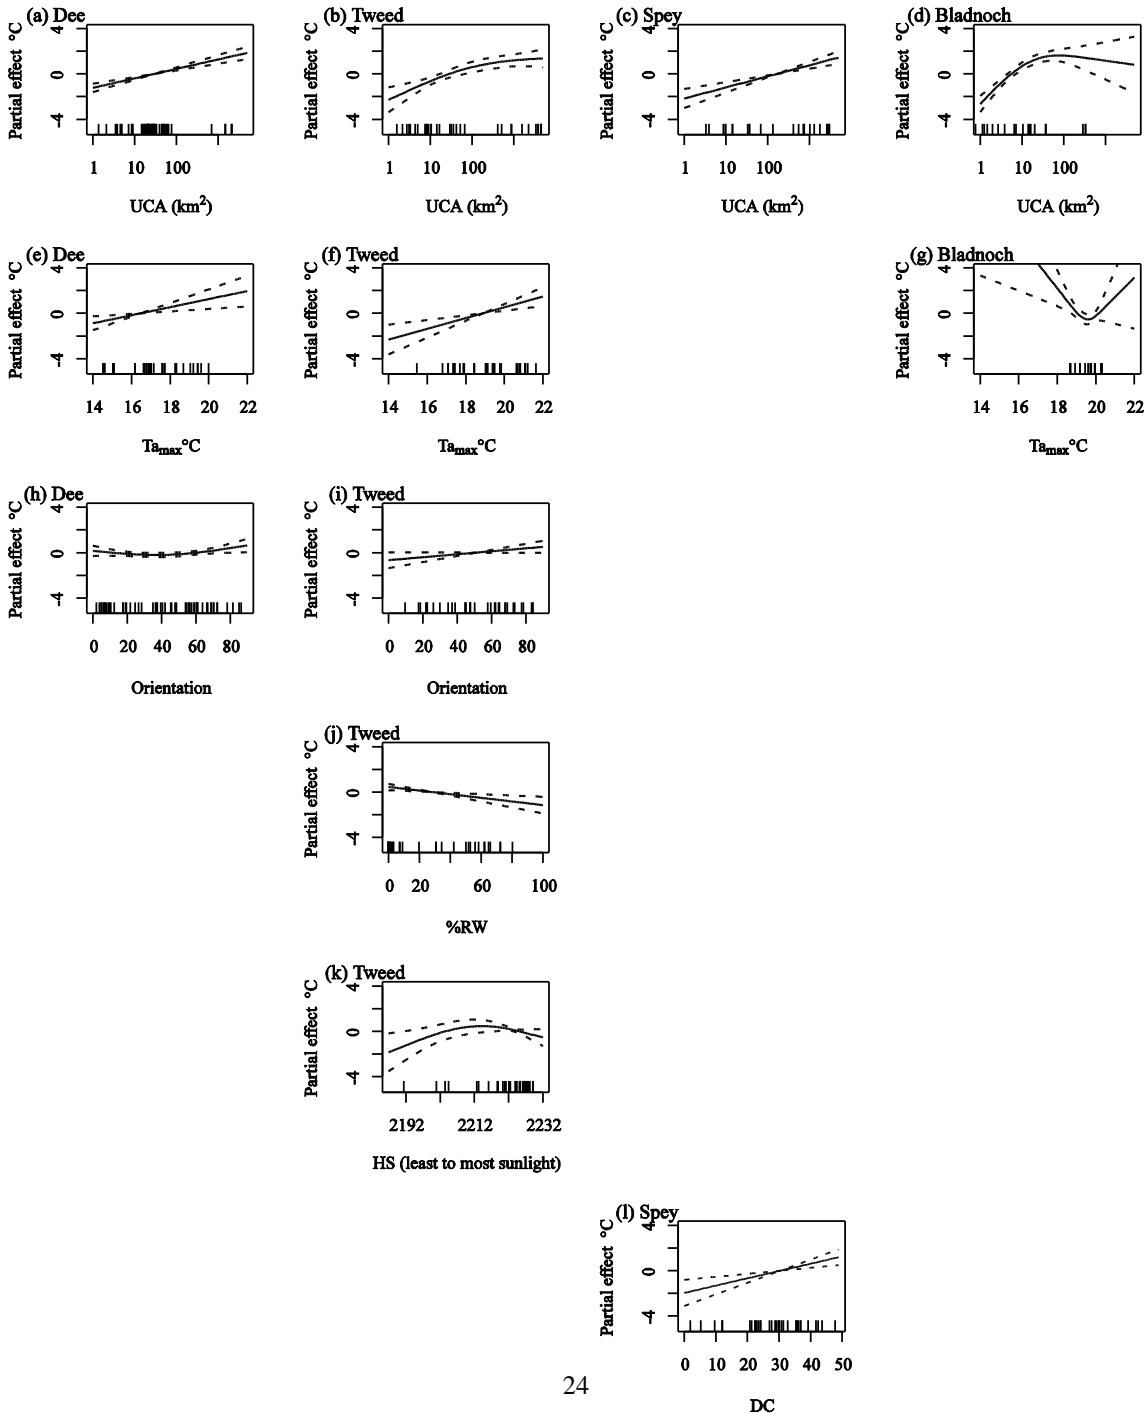 (a) Dee
Partial effect °C
4
0
-4
1 10 100
UCA (km²)
(b) Tweed
Partial effect °C
4
0
-4
1 10 100
UCA (km²)
(c) Spey
Partial effect °C
4
0
-4
1 10 100
UCA (km²)
(d) Bladnoch
Partial effect °C
4
0
-4
1 10 100
UCA (km²)
(e) Dee
Partial effect °C
4
0
-4
14 16 18 20 22
Tamax°C
(f) Tweed
Partial effect °C
4
0
-4
14 16 18 20 22
Tamax°C
(g) Bladnoch
Partial effect °C
4
0
-4
14 16 18 20 22
Tamax°C
(h) Dee
Partial effect °C
4
0
-4
0 20 40 60 80
Orientation
(i) Tweed
Partial effect °C
4
0
-4
0 20 40 60 80
Orientation
(j) Tweed
Partial effect °C
4
0
-4
0 20 60 100
%RW
(k) Tweed
Partial effect °C
4
0
-4
2192 2212 2232
HS (least to most sunlight)
(l) Spey
Partial effect °C
4
0
-4
0 10 20 30 40 50
DC
24